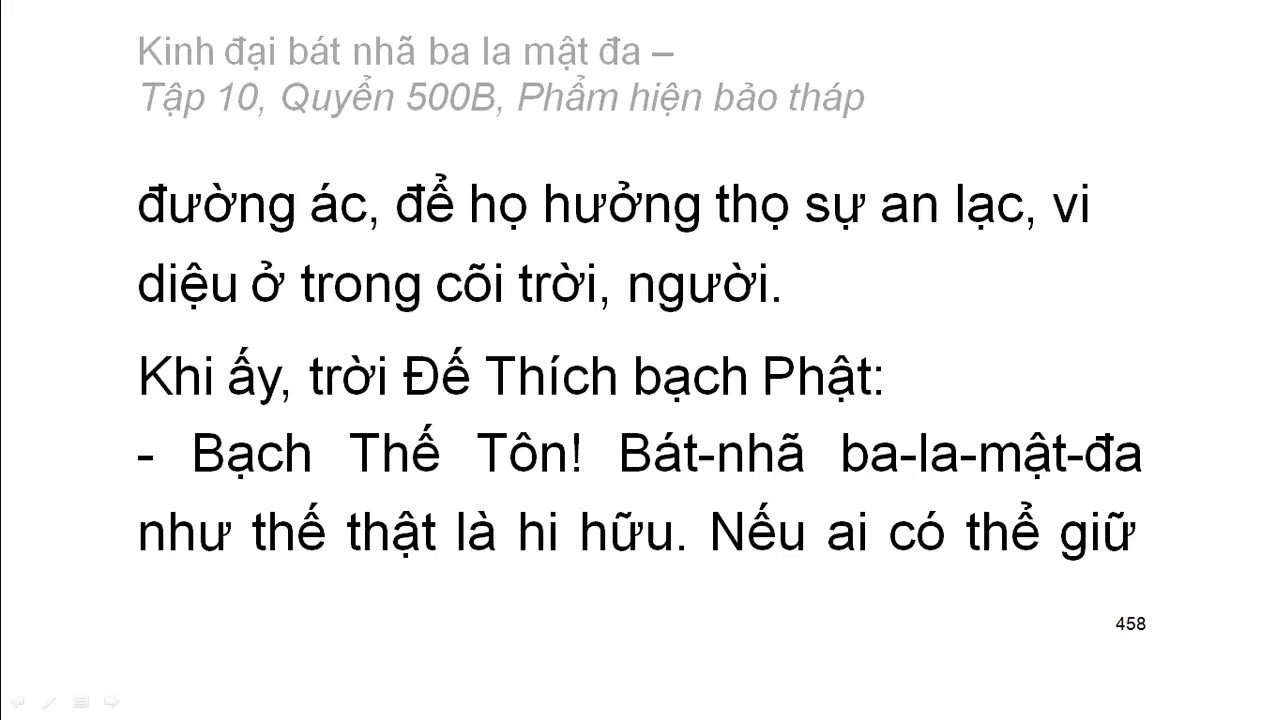 Kinh đại bát nhã ba la mật đa –
Tập 10, Quyển 500B, Phẩm hiện bảo tháp
đường ác, để họ hưởng thọ sự an lạc, vi
diệu ở trong cõi trời, người.
Khi ấy, trời Đế Thích bạch Phật:
- Bạch Thế Tôn! Bát-nhã ba-la-mật-đa
như thế thật là hi hữu. Nếu ai có thể giữ
458